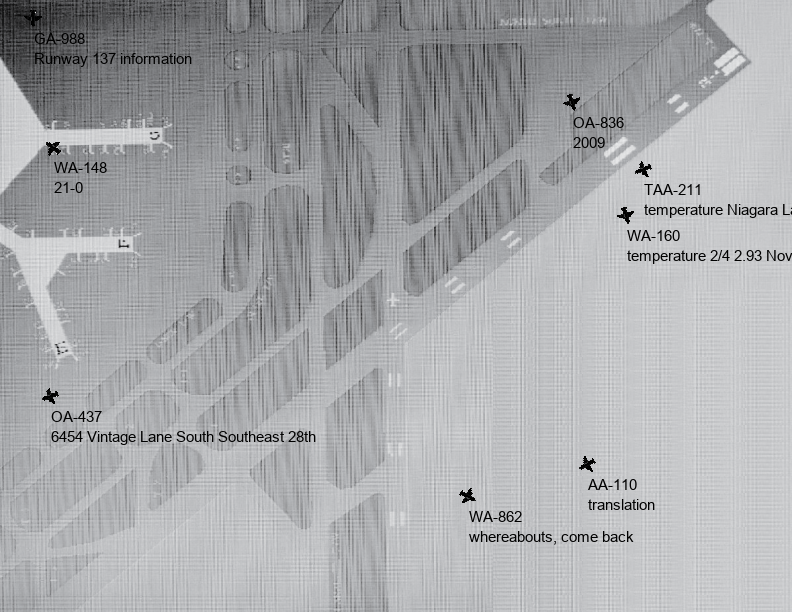 GA-988
Runway 137 information
OA-836
2009
WA-148
21-0
TAA-211
temperature Niagara
WA-160
temperature 2/4 2.93
OA-437
6454 Vintage Lane South Southeast 28th
AA-110
translation
WA-862
whereabouts, come back